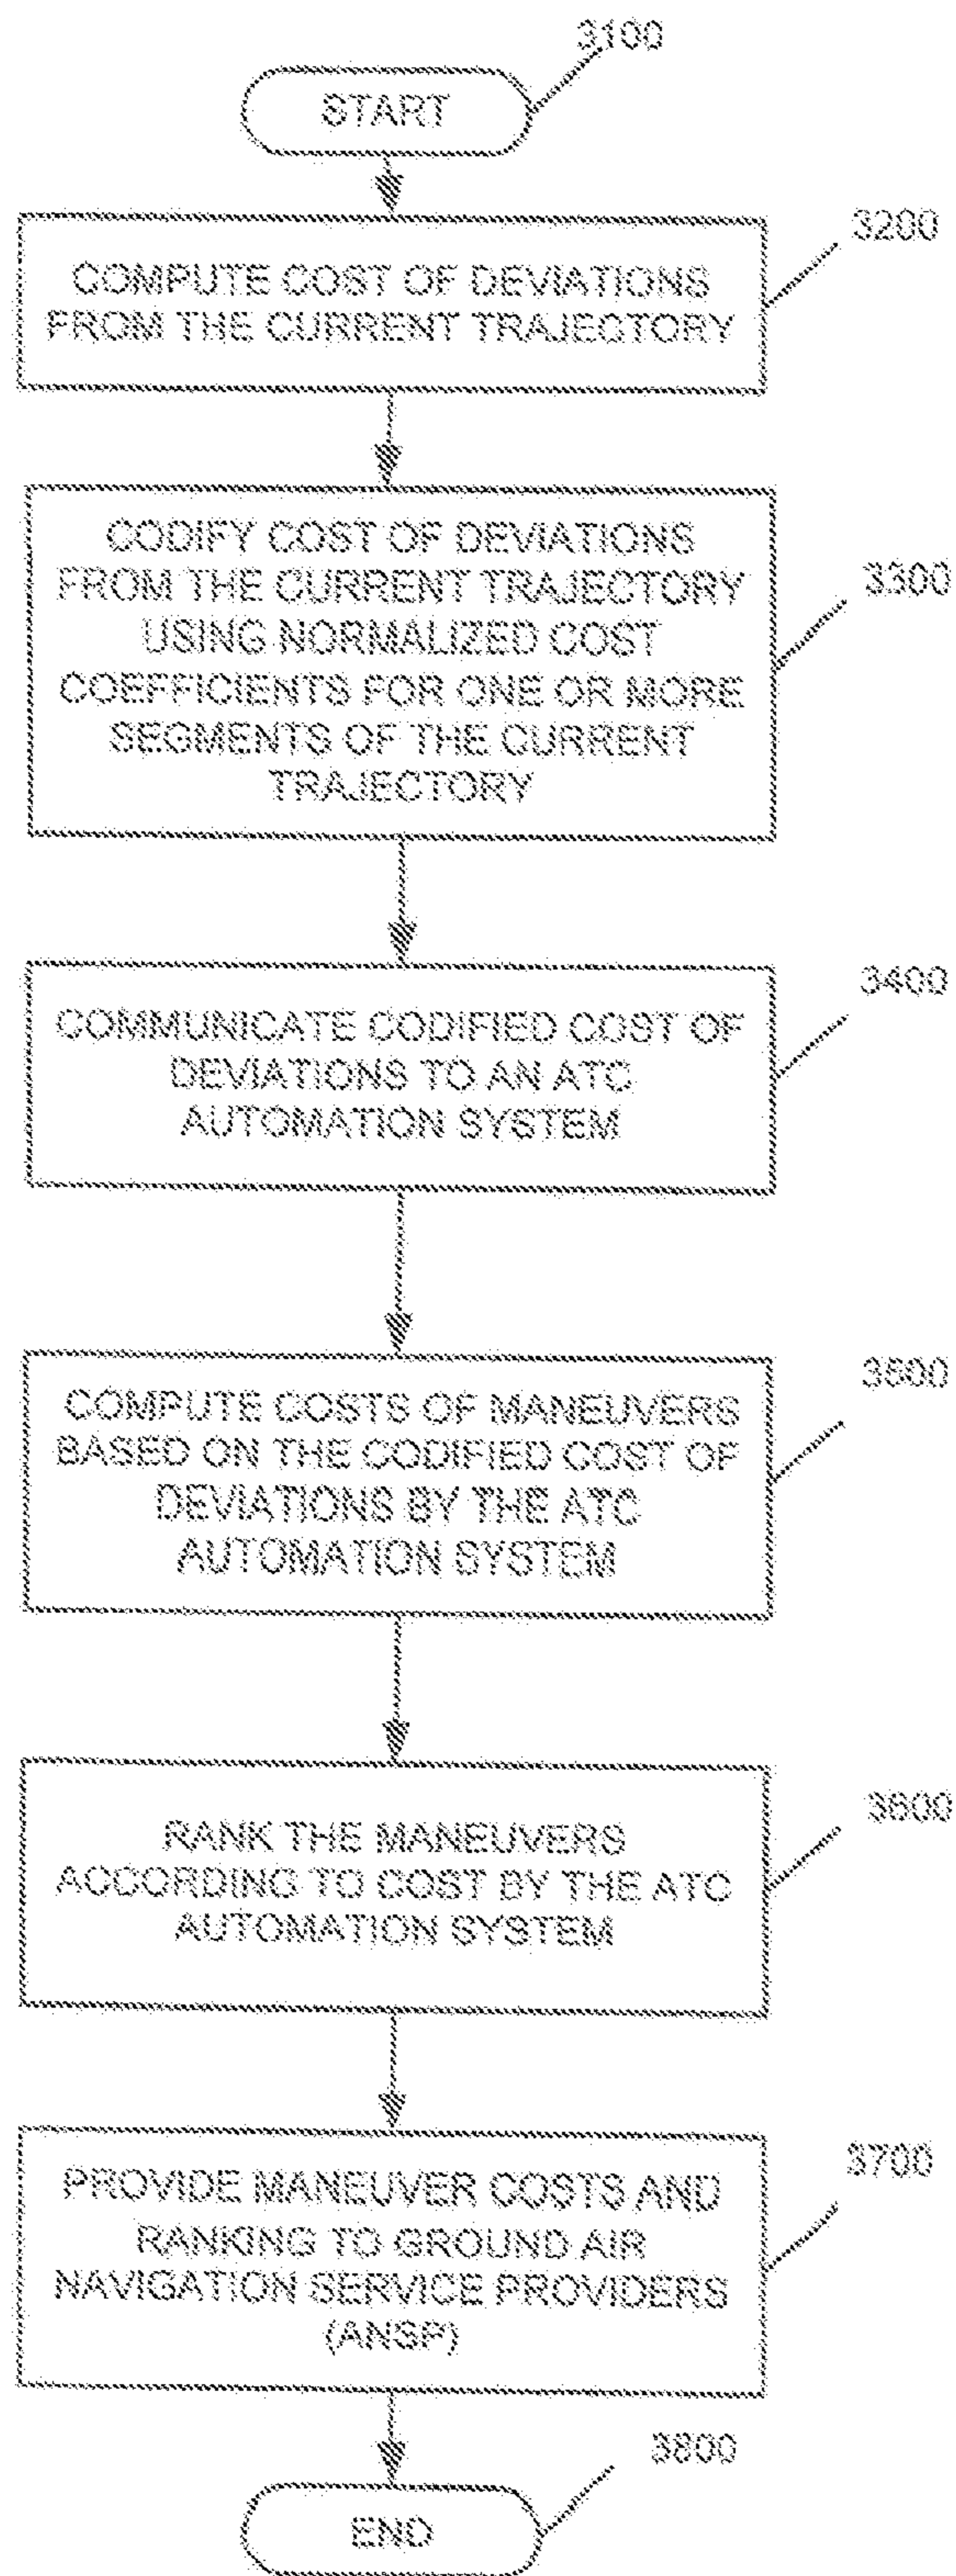 3100
START
3200
COMPUTE COST OF DEVIATIONS
FROM THE CURRENT TRAJECTORY
3300
CODIFY COST OF DEVIATIONS
FROM THE CURRENT TRAJECTORY
USING NORMALIZED COST
COEFFICIENTS FOR ONE OR MORE
SEGMENTS OF THE CURRENT
TRAJECTORY
3400
COMMUNICATE CODIFIED COST OF
DEVIATIONS TO AN ATC
AUTOMATION SYSTEM
3500
COMPUTE COSTS OF MANEUVERS
BASED ON THE CODIFIED COST OF
DEVIATIONS BY THE ATC
AUTOMATION SYSTEM
3600
RANK THE MANEUVERS
ACCORDING TO COST BY THE ATC
AUTOMATION SYSTEM
3700
PROVIDE MANEUVER COSTS AND
RANKING TO GROUND AIR
NAVIGATION SERVICE PROVIDERS
(ANSP)
3800
END